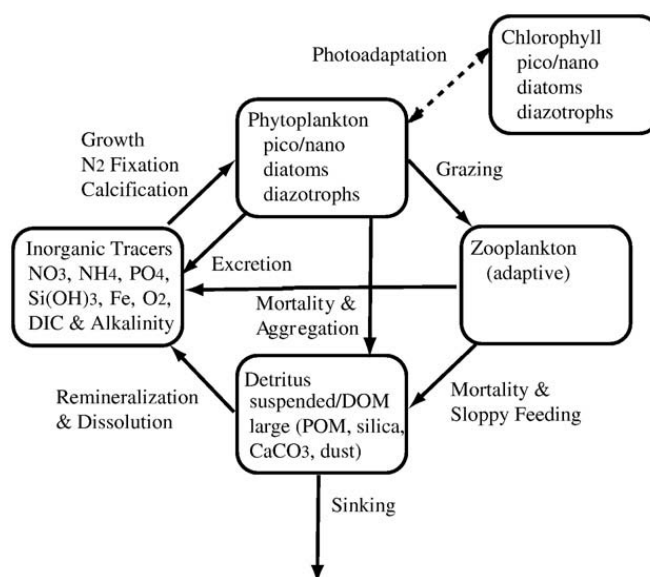 Photoadaptation
Chlorophyll
pico/nano
diatoms
diazotrophs
Growth
N2 Fixation
Calcification
Phytoplankton
pico/nano
diatoms
diazotrophs
Grazing
Inorganic Tracers
NO3, NH4, PO4,
Si(OH)3, Fe, O2,
DIC & Alkalinity
Excretion
Zooplankton
(adaptive)
Mortality &
Aggregation
Remineralization
& Dissolution
Detritus
suspended/DOM
large (POM, silica,
CaCO3, dust)
Mortality &
Sloppy Feeding
Sinking